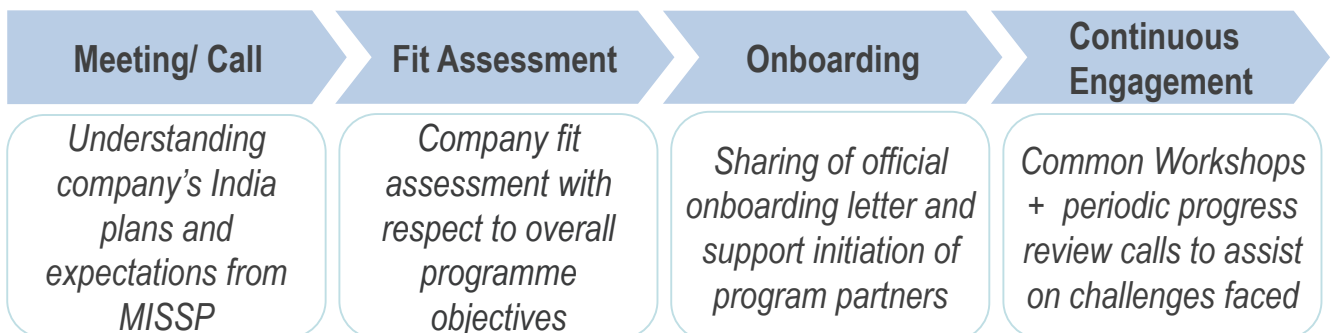 Meeting/ Call
Fit Assessment
Onboarding
Continuous
Engagement
Understanding
company's India
plans and
expectations from
MISSP
Company fit
assessment with
respect to overall
programme
objectives
Sharing of official
onboarding letter and
support initiation of
program partners
Common Workshops
+ periodic progress
review calls to assist
on challenges faced